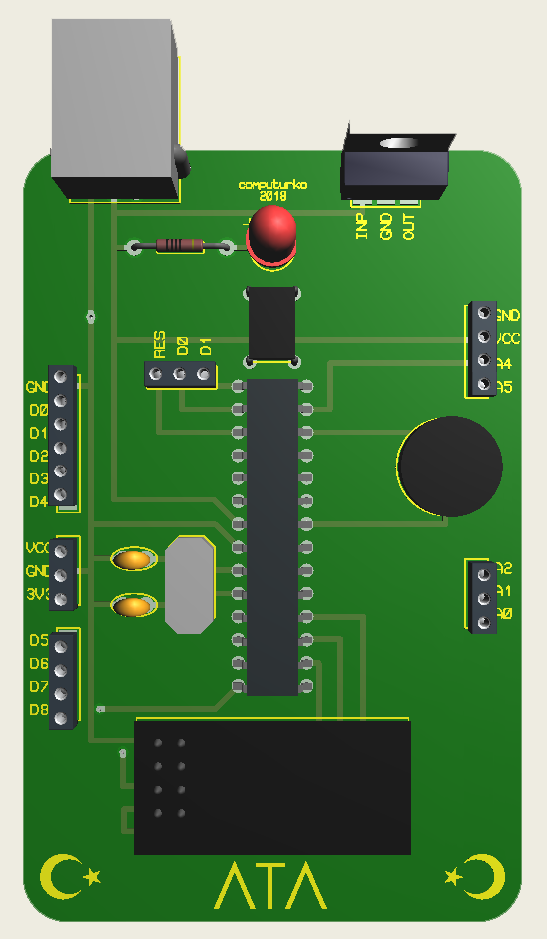 computurko
2018
INP
GND
OUT
RES
D0
D1
GND
VCC
A4
A5
GND
D0
D1
D2
D3
D4
VCC
GND
3V3
A2
A1
A0
D5
D6
D7
D8
ATA